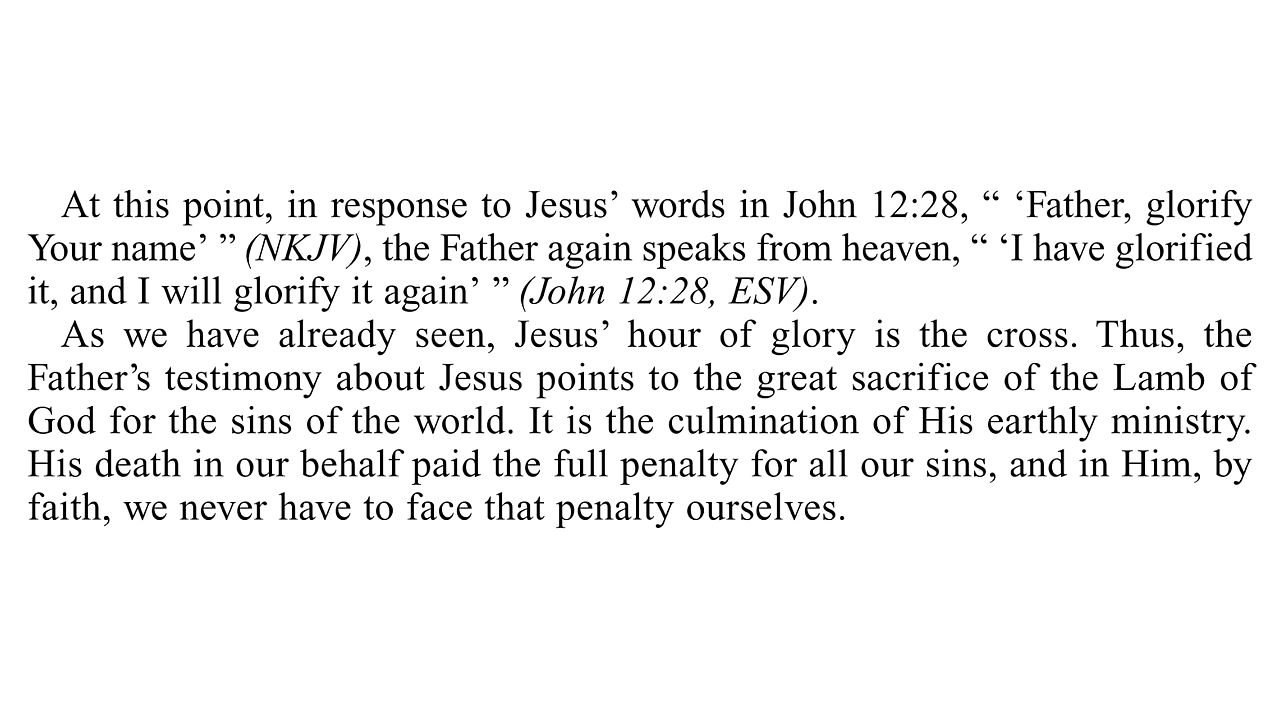 At this point, in response to Jesus’ words in John 12:28, “ ‘Father, glorify
Your name’ ” (NKJV), the Father again speaks from heaven, “ ‘I have glorified
it, and I will glorify it again’ ” (John 12:28, ESV).
As we have already seen, Jesus’ hour of glory is the cross. Thus, the
Father’s testimony about Jesus points to the great sacrifice of the Lamb of
God for the sins of the world. It is the culmination of His earthly ministry.
His death in our behalf paid the full penalty for all our sins, and in Him, by
faith, we never have to face that penalty ourselves.